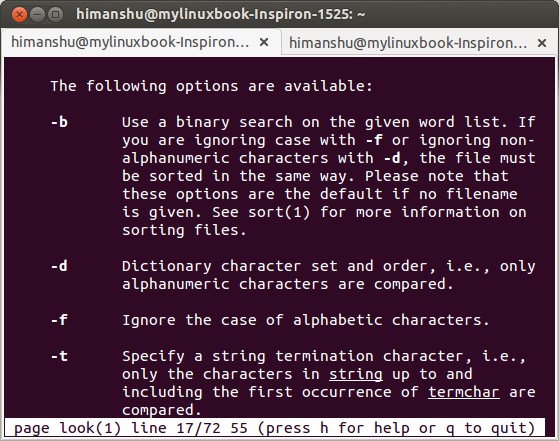 himanshu@mylinuxbook-Inspiron-1525: ~
himanshu@mylinuxbook-Inspiron... × himanshu@mylinuxbook-Inspiron... ×
The following options are available:
-b Use a binary search on the given word list. If
you are ignoring case with -f or ignoring non-
alphanumeric characters with -d, the file must
be sorted in the same way. Please note that
these options are the default if no filename
is given. See sort(1) for more information on
sorting files.
-d Dictionary character set and order, i.e., only
alphanumeric characters are compared.
-f Ignore the case of alphabetic characters.
-t Specify a string termination character, i.e.,
only the characters in string up to and
including the first occurrence of termchar are
compared.
page look(1) line 17/72 55 (press h for help or q to quit)